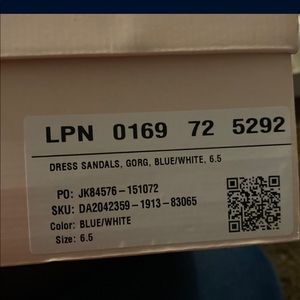 LPN 0169 72 5292
DRESS SANDALS, GORG, BLUE/WHITE, 6.5
PO: JK84576-151072
SKU: DA2042359-1913-83065
Color: BLUE/WHITE
Size: 6.5